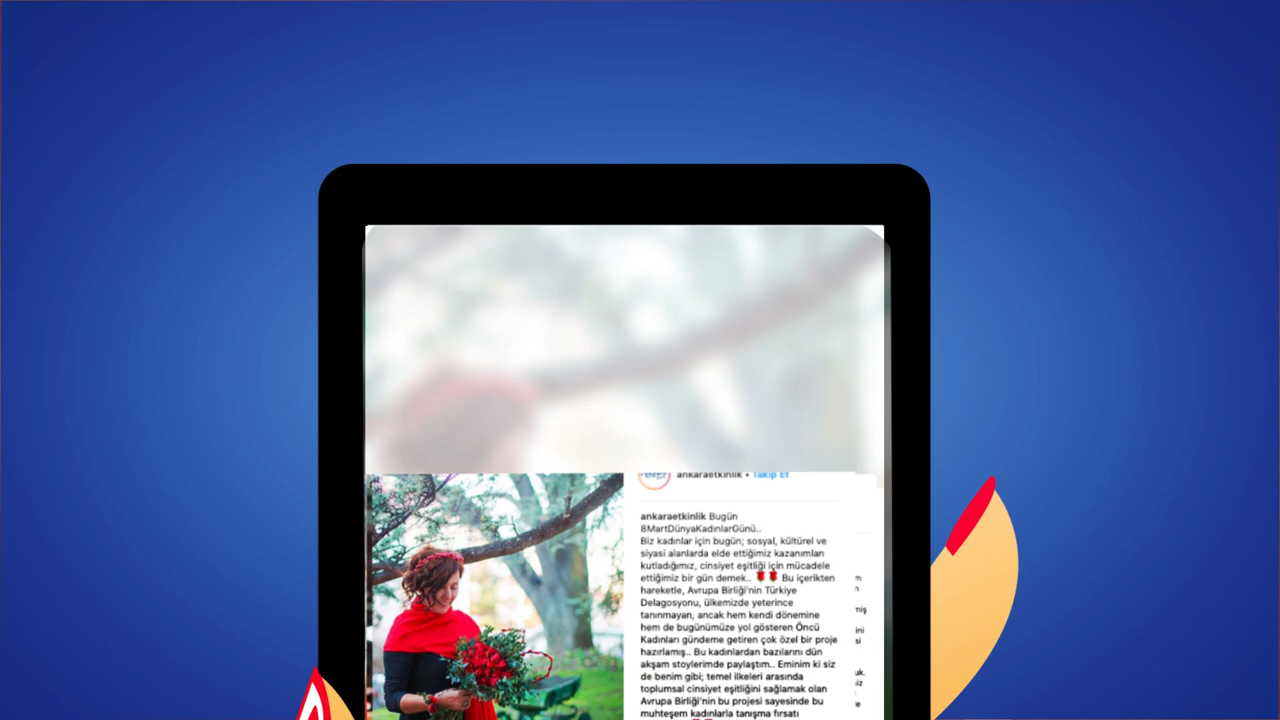 ankaraetkinlik • Takip Et
ankaraetkinlik Bugün
8MartDünyaKadınlarGünü..
Biz kadınlar için bugün; sosyal, kültürel ve
siyasi alanlarda elde ettiğimiz kazanımları
kutladığımız, cinsiyet eşitliği için mücadele
ettiğimiz bir gün demek.. 🌹🌹 Bu içerikten
hareketle, Avrupa Birliği'nin Türkiye
Delagosyonu, ülkemizde yeterince
tanınmayan, ancak hem kendi dönemine
hem de bugünümüze yol gösteren Öncü
Kadınları gündeme getiren çok özel bir proje
hazırlamış.. Bu kadınlardan bazılarını dün
akşam stoylerimde paylaştım.. Eminim ki siz
de benim gibi; temel ilkeleri arasında
toplumsal cinsiyet eşitliğini sağlamak olan
Avrupa Birliği'nin bu projesi sayesinde bu
muhteşem kadınlarla tanışma fırsatı